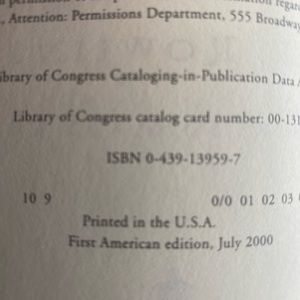 , Attention: Permissions Department, 555 Broadway
ibrary of Congress Cataloging-in-Publication Data
Library of Congress catalog card number: 00-131
ISBN 0-439-13959-7
10 9 0/0 01 02 03
Printed in the U.S.A.
First American edition, July 2000